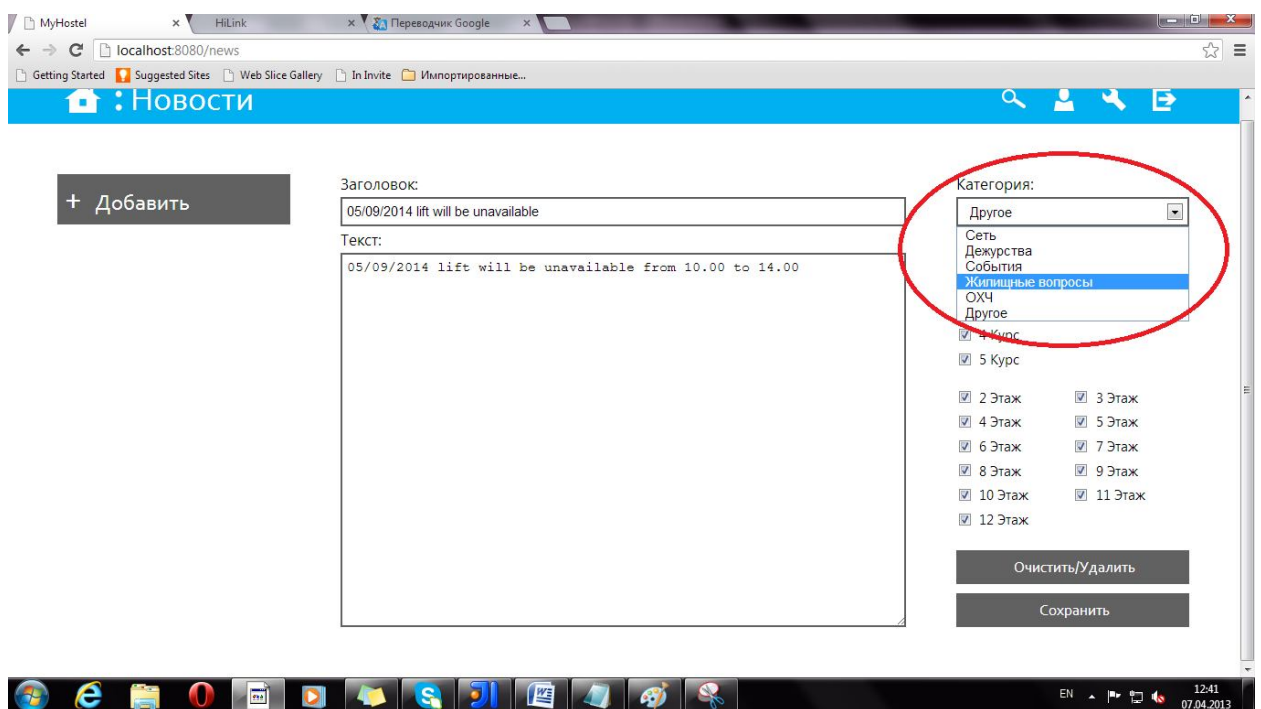 MyHostel
HiLink
Переводчик Google
localhost:8080/news
Getting Started Suggested Sites Web Slice Gallery In Invite Импортированные...
:Новости
+ Добавить
Заголовок:
05/09/2014 lift will be unavailable
Текст:
05/09/2014 lift will be unavailable from 10.00 to 14.00
Категория:
Другое
Сеть
Дежурства
События
Жилищные вопросы
ОХЧ
Другое
4 Курс
5 Курс
2 Этаж 3 Этаж
4 Этаж 5 Этаж
6 Этаж 7 Этаж
8 Этаж 9 Этаж
10 Этаж 11 Этаж
12 Этаж
Очистить/Удалить
Сохранить
EN
12:41
07.04.2013